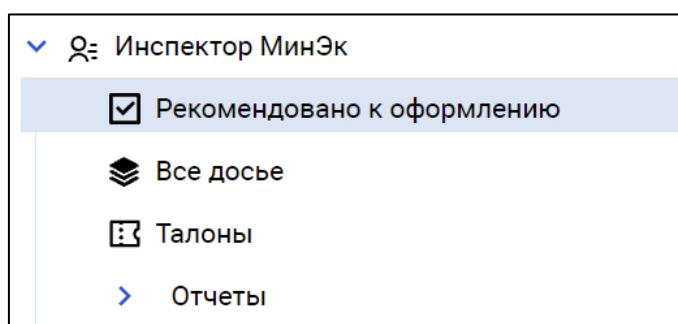 Инспектор МинЭк
Рекомендовано к оформлению
Все досье
Талоны
Отчеты